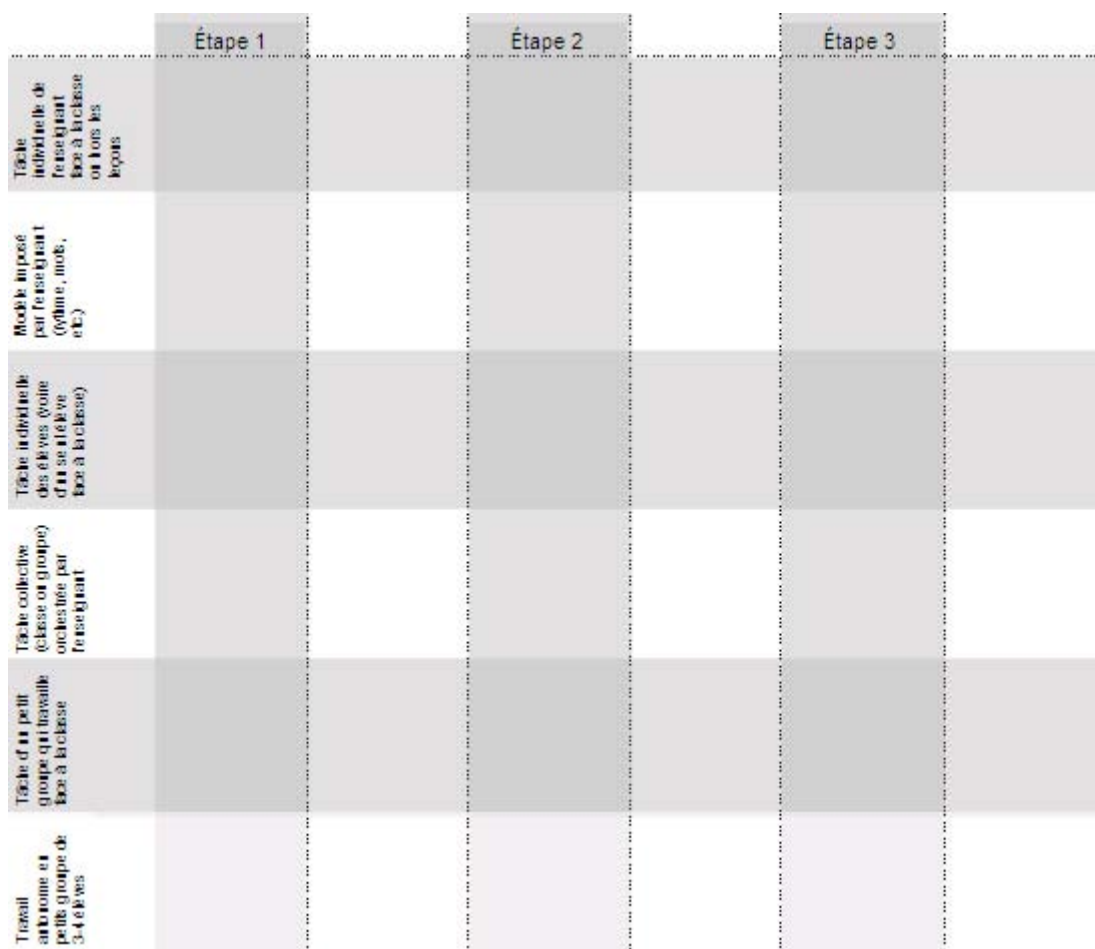 Étape 1 Étape 2 Étape 3
Tâche
individuelle de
l'enseignant
face à la classe
ou hors les
leçons
Modèle imposé
par l'enseignant
(rythme, mots,
etc.)
Tâche individuelle
des élèves (voire
d'un seul élève
face à la classe)
Tâche collective
(classe ou groupe)
orchestrée par
l'enseignant
Tâche d'un petit
groupe qui travaille
face à la classe
Travail
autonome en
petits groupe de
3-4 élèves